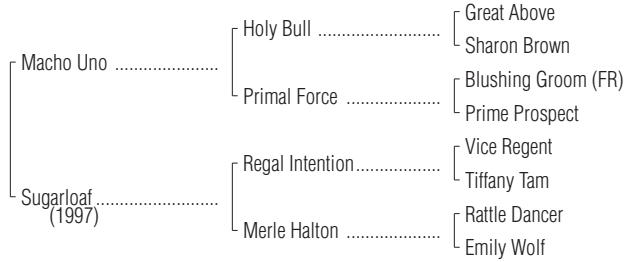 Great Above
Holy Bull ..............................
Sharon Brown
Macho Uno .........................
Blushing Groom (FR)
Primal Force .......................
Prime Prospect
Vice Regent
Regal Intention.....................
Tiffany Tam
Sugarloaf..............................
(1997)
Rattle Dancer
Merle Halton .......................
Emily Wolf